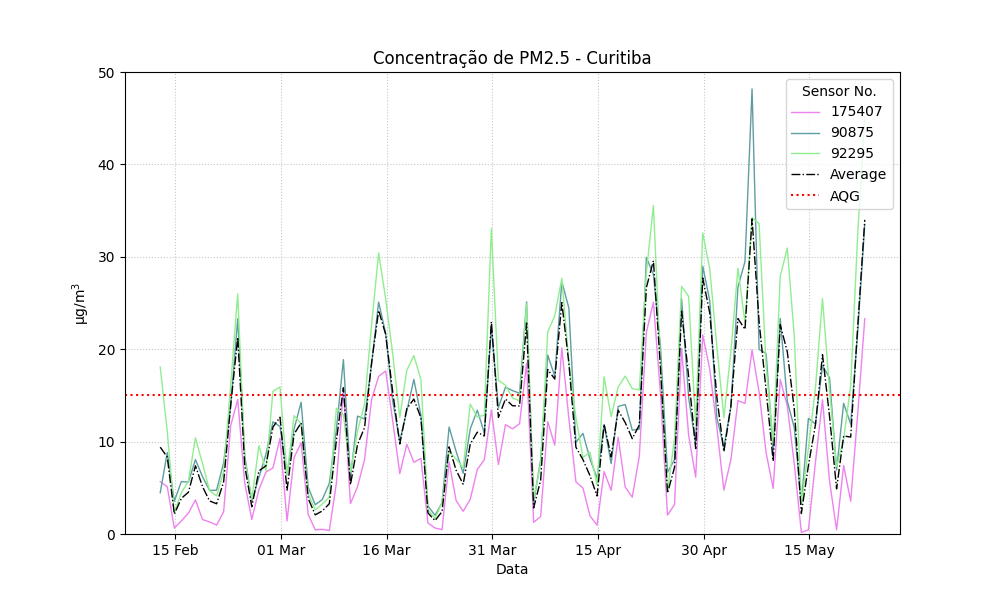 Concentração de PM2.5 - Curitiba
50
40
30
20
10
0
µg/m³
Sensor No.
175407
90875
92295
Average
AQG
15 Feb
01 Mar
16 Mar
31 Mar
15 Apr
30 Apr
15 May
Data